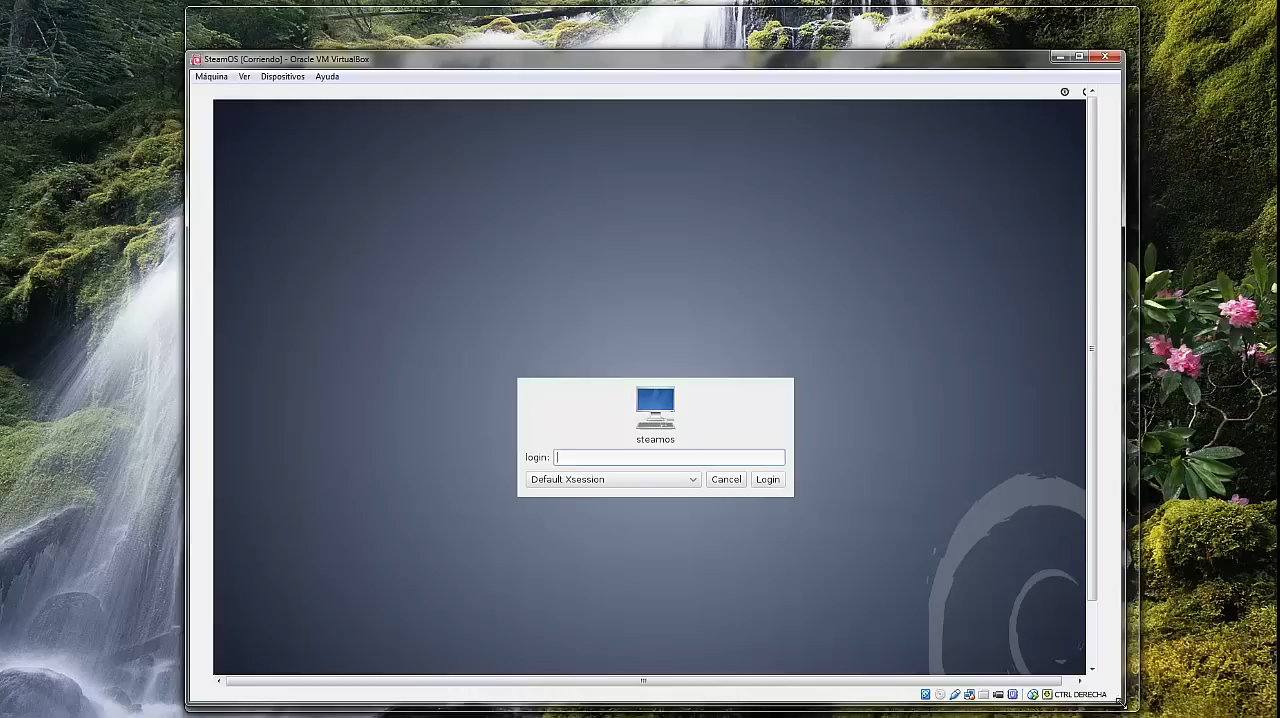 SteamOS [Corriendo] - Oracle VM VirtualBox
Máquina Ver Dispositivos Ayuda
steamos
login:
Default Xsession Cancel Login
CTRL DERECHA